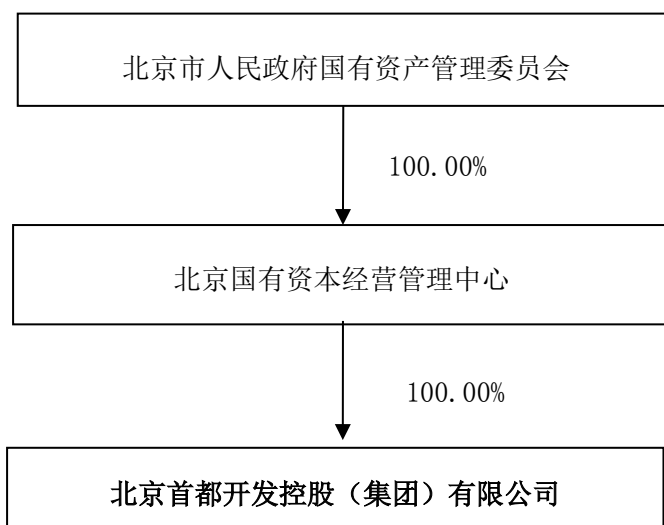 北京市人民政府国有资产管理委员会
100.00%
北京国有资本经营管理中心
100.00%
北京首都开发控股（集团）有限公司